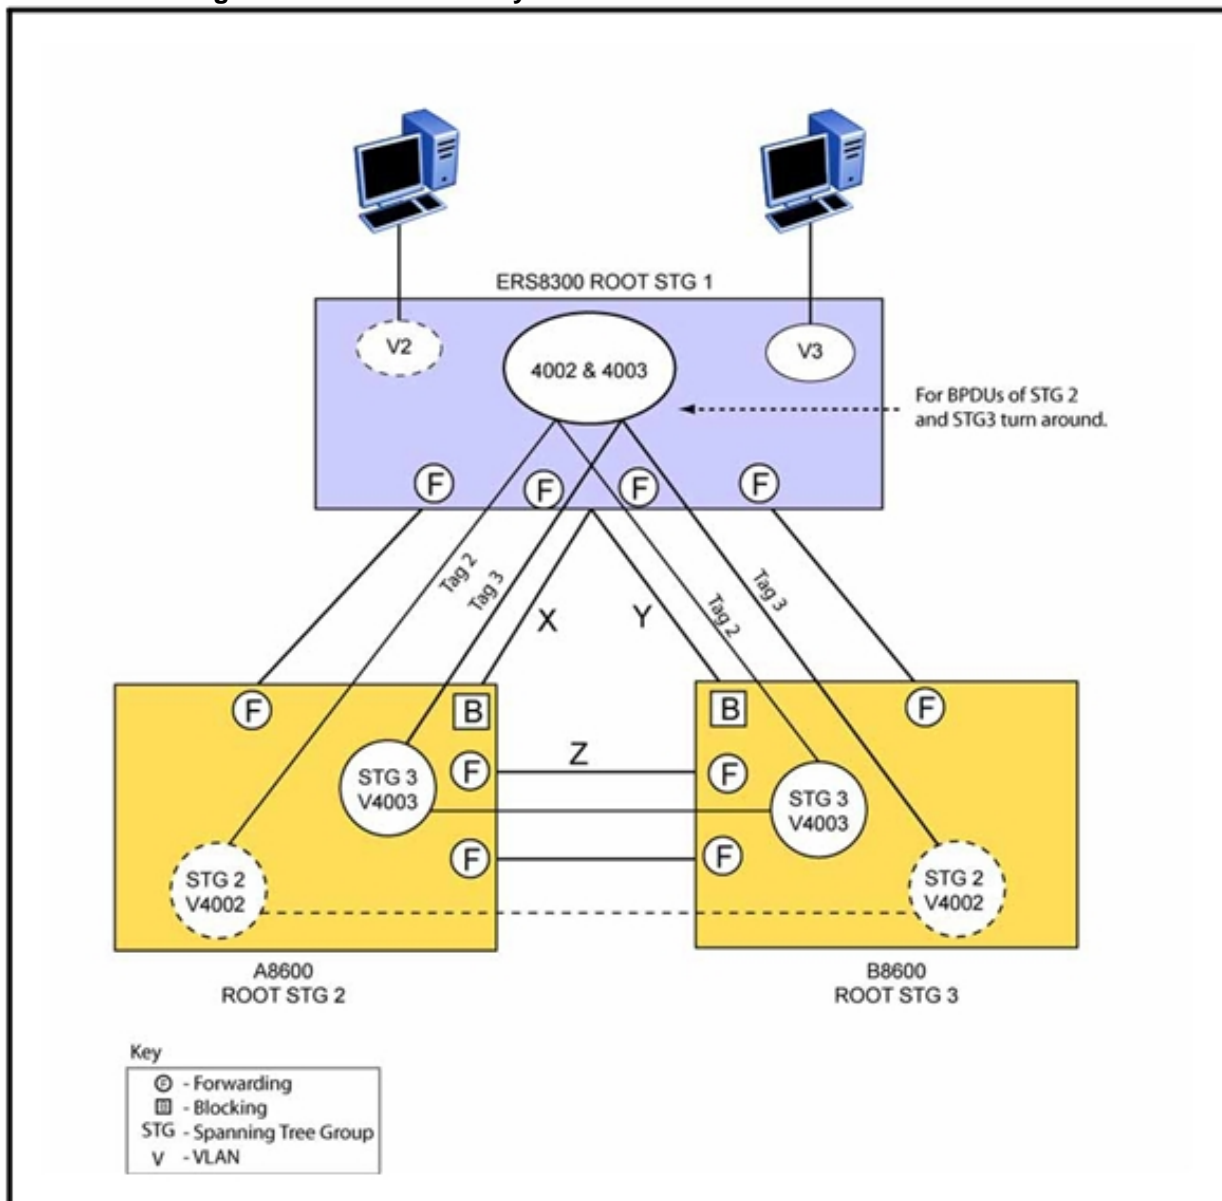 ERS8300 ROOT STG 1
V2
4002 & 4003
V3
For BPDUs of STG 2
and STG3 turn around.
F
F
F
F
Tag 2
Tag 3
X
Y
Tag 2
Tag 3
F
B
B
F
Z
F
F
STG 3
V4003
STG 3
V4003
F
F
STG 2
V4002
STG 2
V4002
A8600
ROOT STG 2
B8600
ROOT STG 3
Key
F - Forwarding
B - Blocking
STG - Spanning Tree Group
V - VLAN